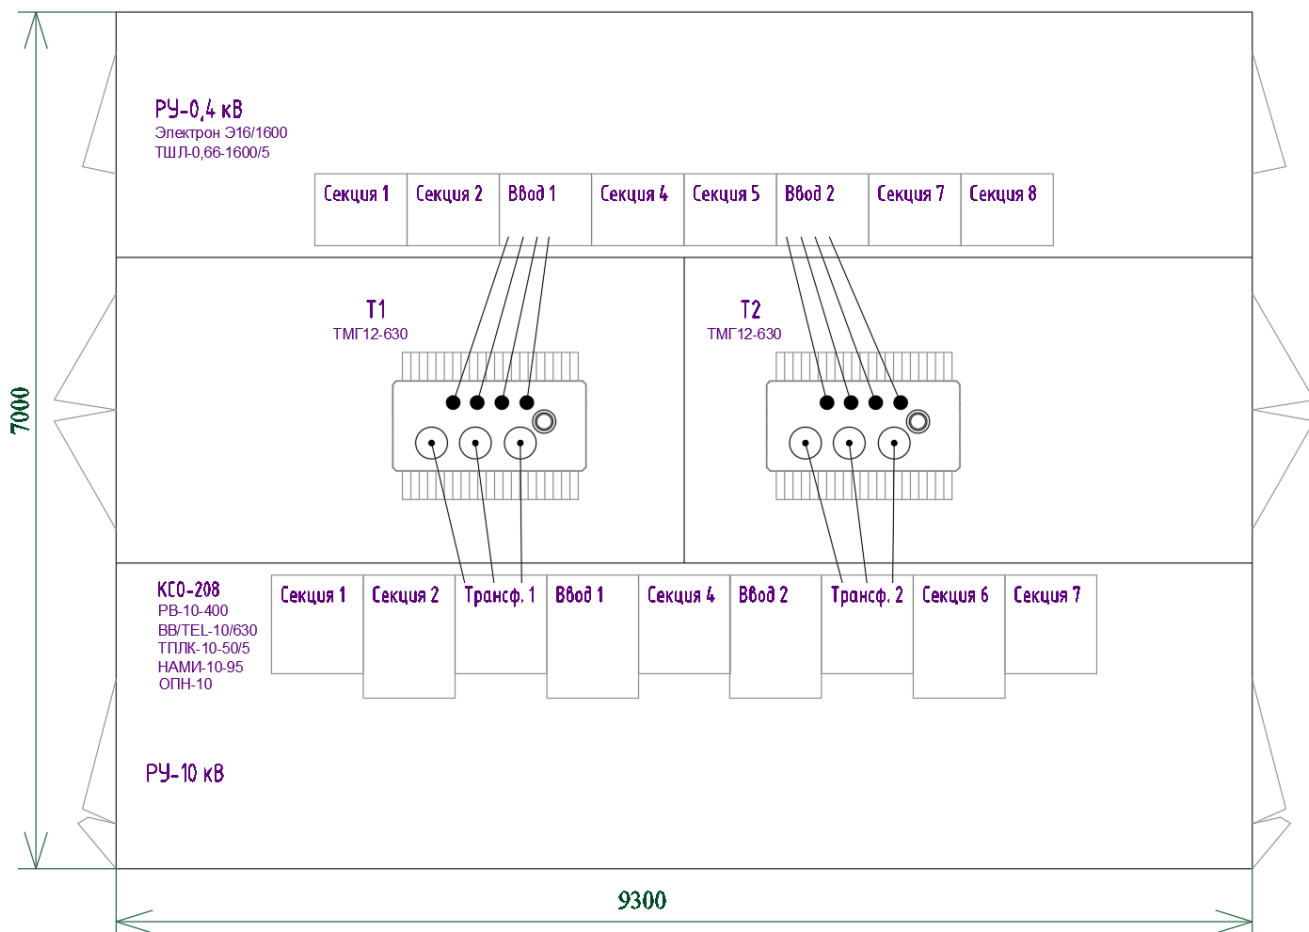 РУ-0,4 кВ
Электрон Э16/1600
ТШЛ-0,66-1600/5
Секция 1
Секция 2
Ввод 1
Секция 4
Секция 5
Ввод 2
Секция 7
Секция 8
Т1
ТМГ12-630
Т2
ТМГ12-630
7000
КСО-208
РВ-10-400
ВВ/TEL-10/630
ТПЛК-10-50/5
НАМИ-10-95
ОПН-10
Секция 1
Секция 2
Трансф. 1
Ввод 1
Секция 4
Ввод 2
Трансф. 2
Секция 6
Секция 7
РУ-10 кВ
9300